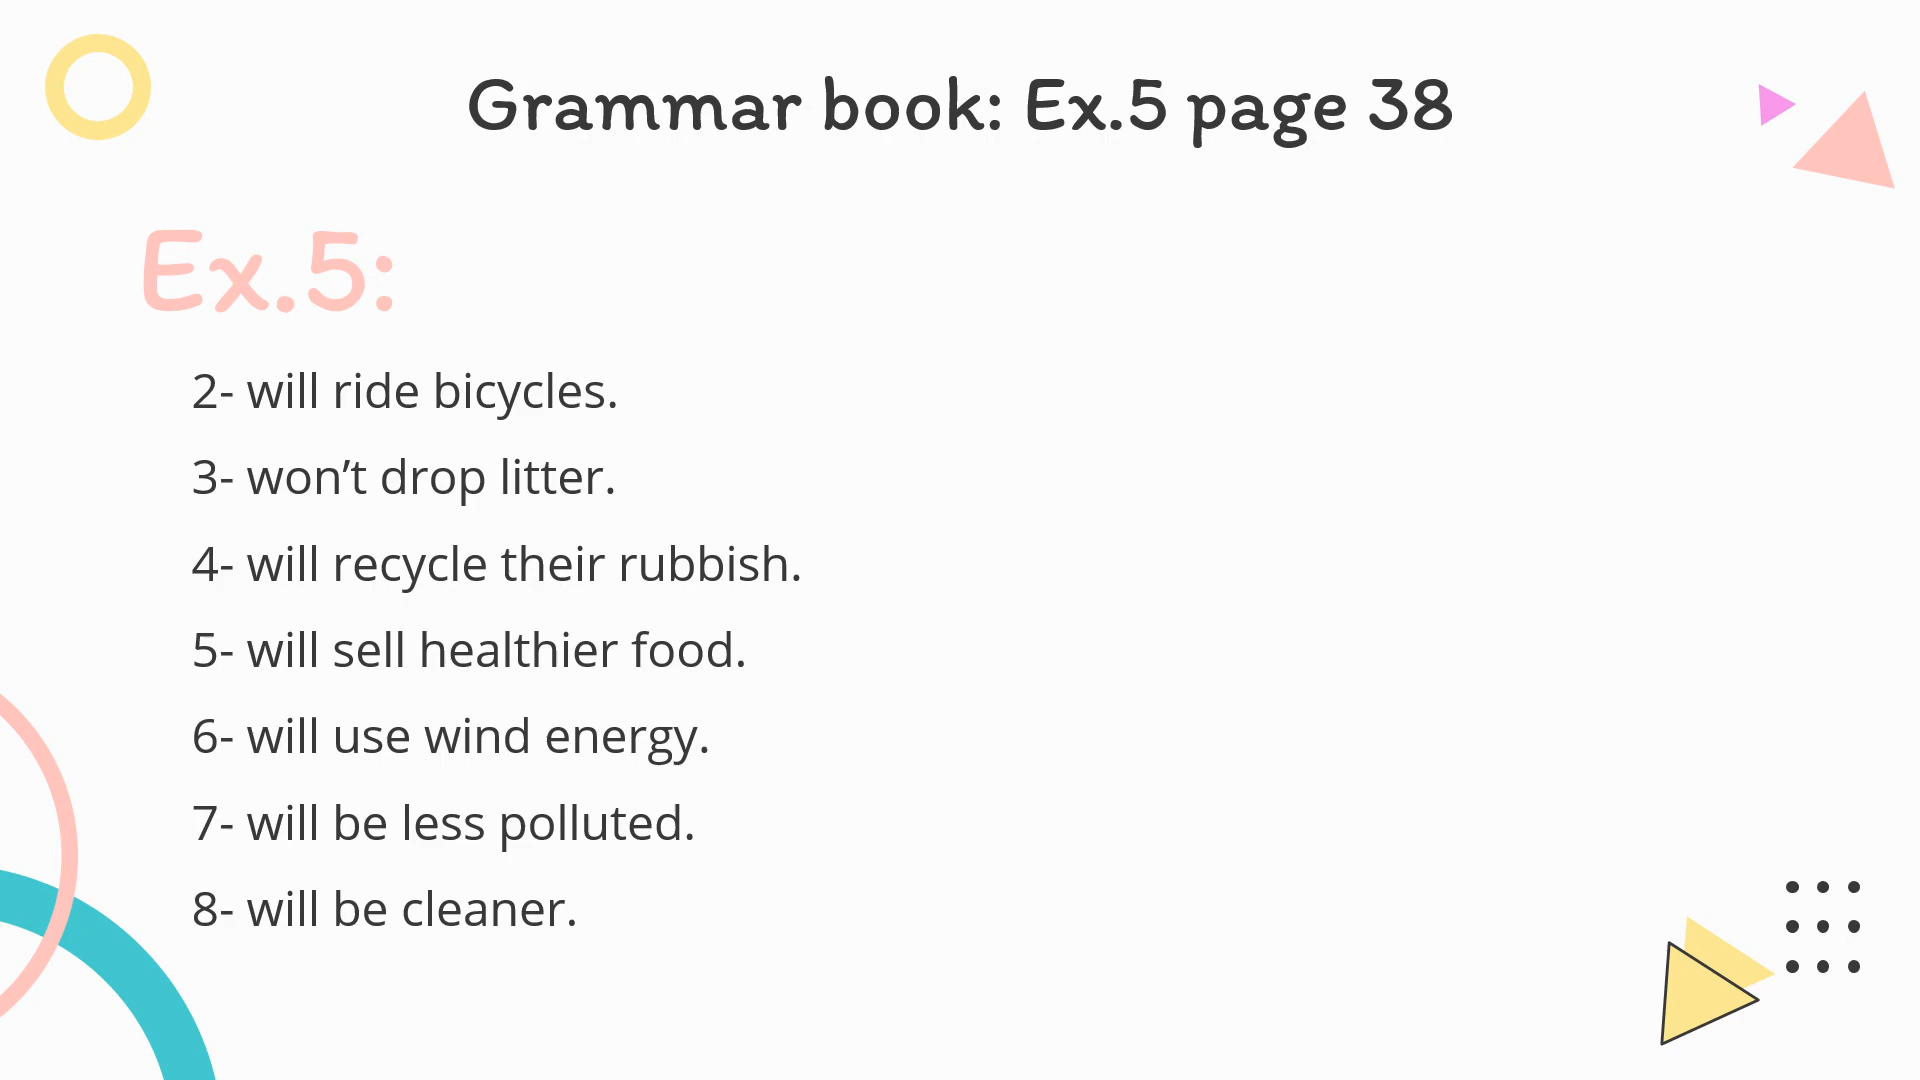 Grammar book: Ex.5 page 38
Ex.5:
2- will ride bicycles.
3- won’t drop litter.
4- will recycle their rubbish.
5- will sell healthier food.
6- will use wind energy.
7- will be less polluted.
8- will be cleaner.